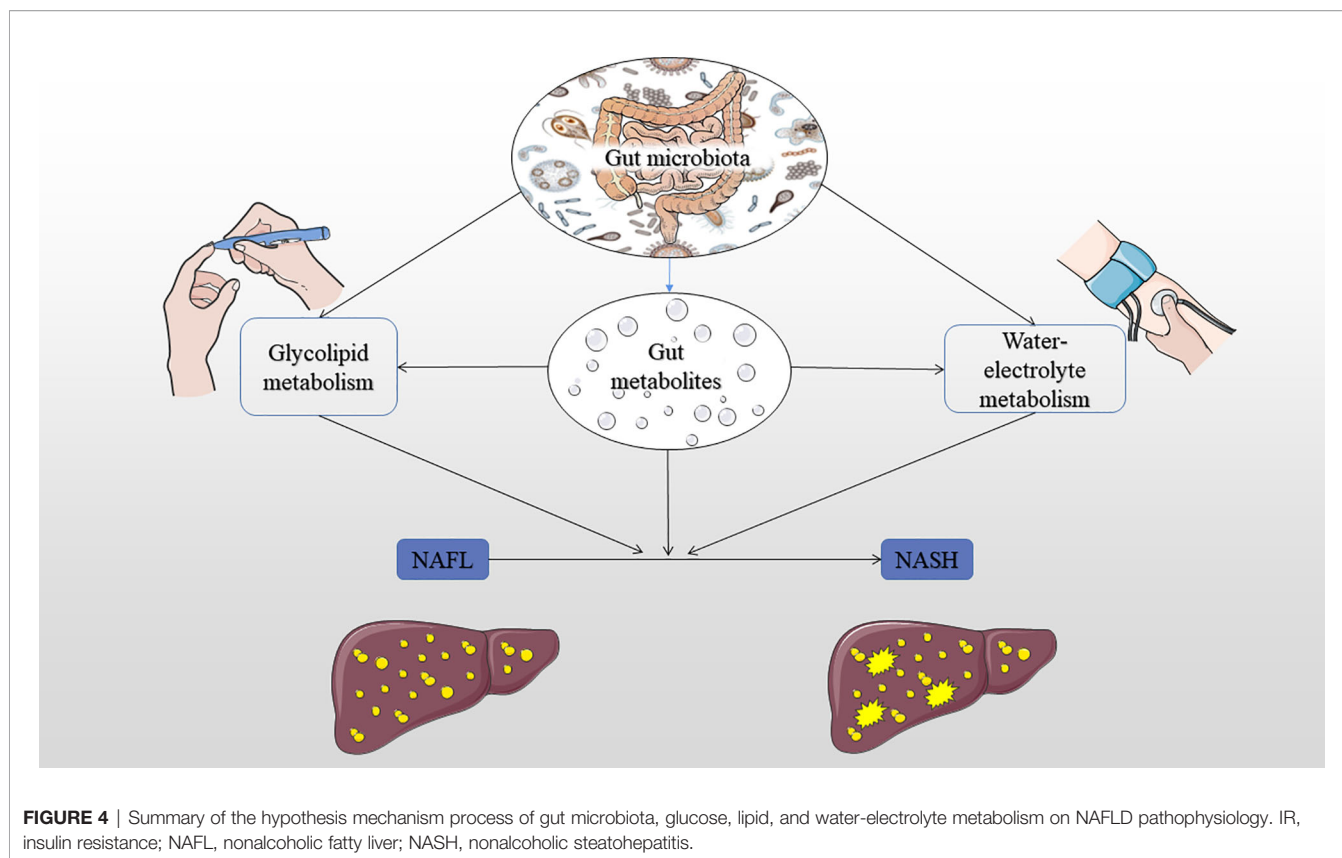 Gut microbiota
Glycolipid
metabolism
Gut
metabolites
Water-
electrolyte
metabolism
NAFL
NASH
FIGURE 4 | Summary of the hypothesis mechanism process of gut microbiota, glucose, lipid, and water-electrolyte metabolism on NAFLD pathophysiology. IR,
insulin resistance; NAFL, nonalcoholic fatty liver; NASH, nonalcoholic steatohepatitis.